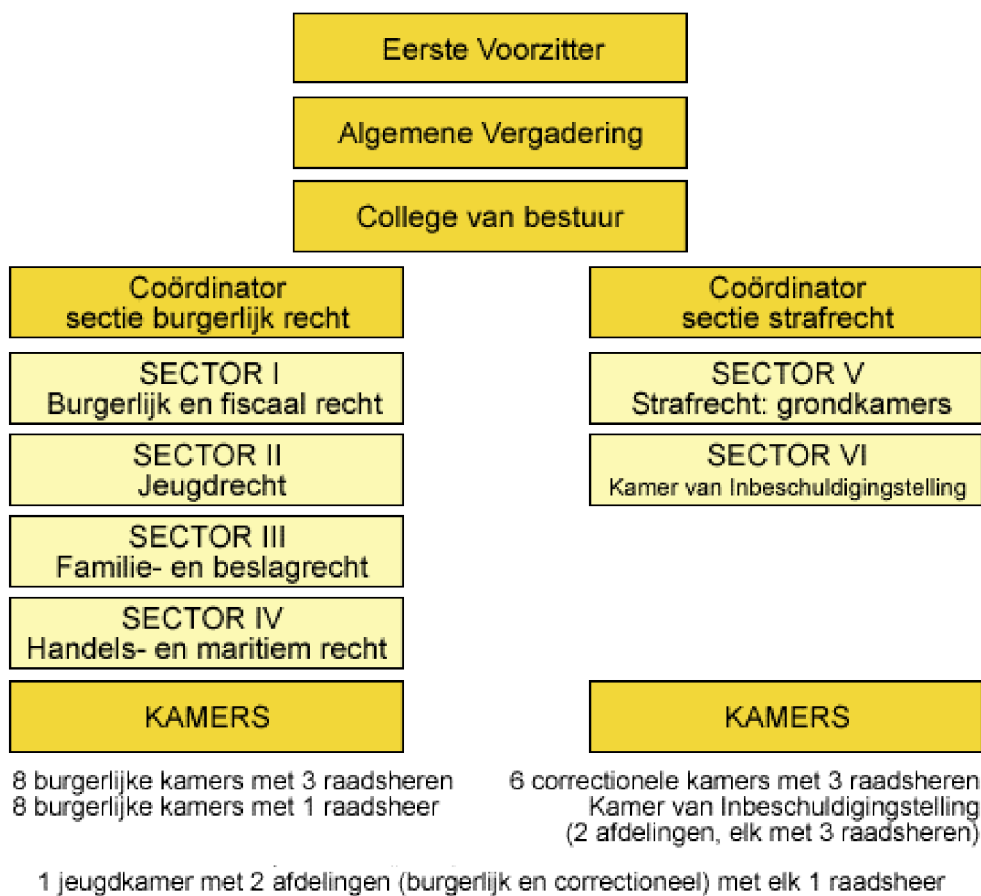 Eerste Voorzitter
Algemene Vergadering
College van bestuur
Coördinator
sectie burgerlijk recht
SECTOR I
Burgerlijk en fiscaal recht
SECTOR II
Jeugdrecht
SECTOR III
Familie- en beslagrecht
SECTOR IV
Handels- en maritiem recht
KAMERS
8 burgerlijke kamers met 3 raadsheren
8 burgerlijke kamers met 1 raadsheer
Coördinator
sectie strafrecht
SECTOR V
Strafrecht: grondkamers
SECTOR VI
Kamer van Inbeschuldigingstelling
KAMERS
6 correctionele kamers met 3 raadsheren
Kamer van Inbeschuldigingstelling
(2 afdelingen, elk met 3 raadsheren)
1 jeugdkamer met 2 afdelingen (burgerlijk en correctioneel) met elk 1 raadsheer